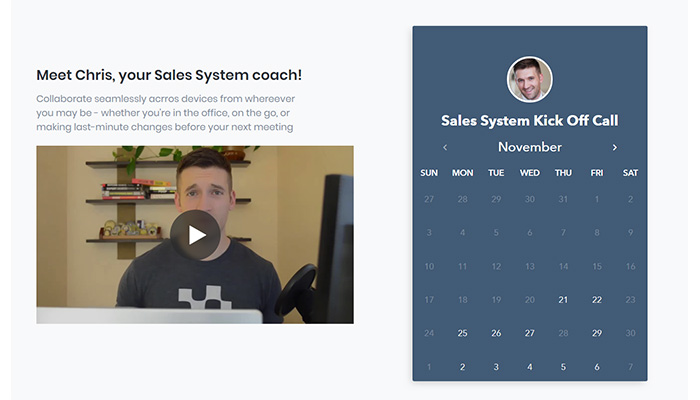 Meet Chris, your Sales System coach!
Collaborate seamlessly acrros devices from whereever
you may be - whether you're in the office, on the go, or
making last-minute changes before your next meeting
Sales System Kick Off Call
‹ November ›
SUN MON TUE WED THU FRI SAT
27 28 29 30 31 1 2
3 4 5 6 7 8 9
10 11 12 13 14 15 16
17 18 19 20 21 22 23
24 25 26 27 28 29 30
1 2 3 4 5 6 7